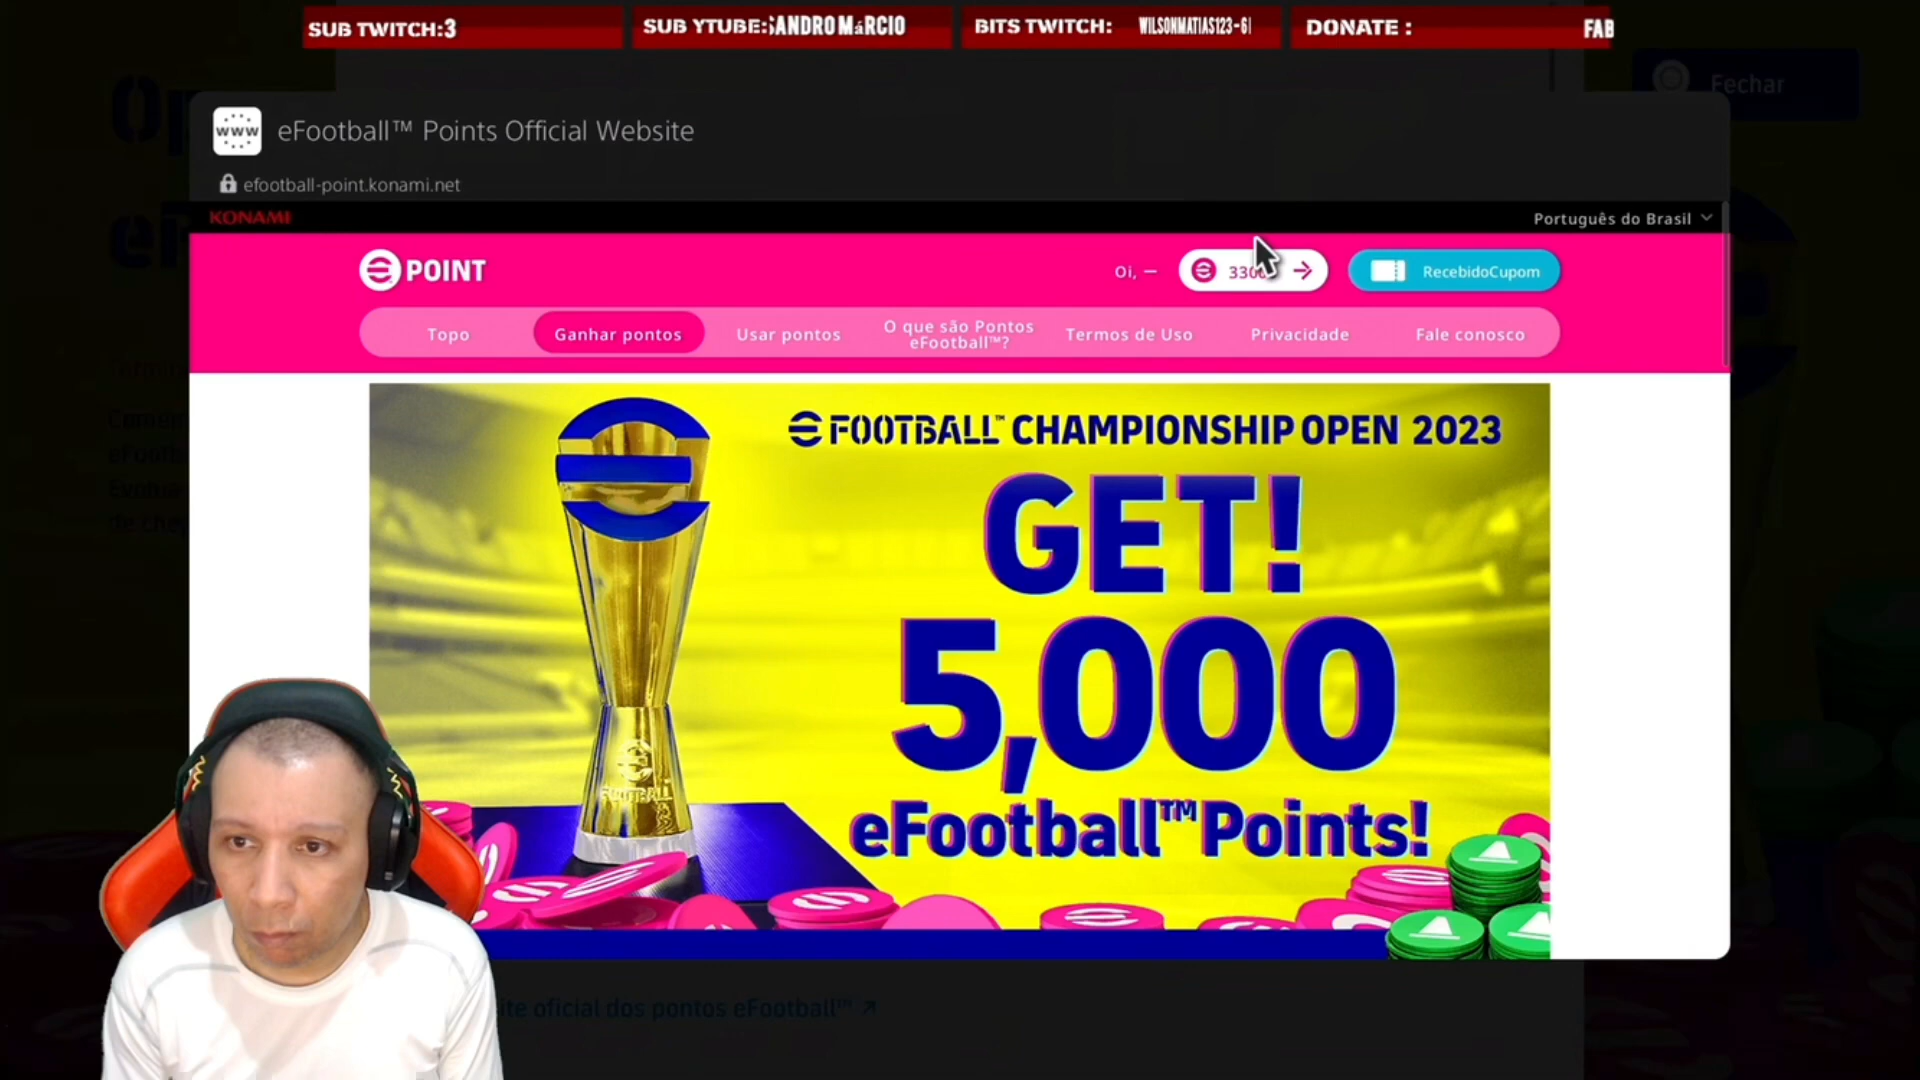 SUB TWITCH:3
SUB YTUBE: SANDRO MáRCIO
BITS TWITCH: WILSONMATIAS123-6
DONATE : FAB
Fechar
eFootball™ Points Official Website
efootball-point.konami.net
KONAMI
Português do Brasil
POINT
Oi, —
RecebidoCupom
Topo
Ganhar pontos
Usar pontos
O que são Pontos
eFootball™?
Termos de Uso
Privacidade
Fale conosco
eFOOTBALL™ CHAMPIONSHIP OPEN 2023
GET!
5,000
eFootball™ Points!
FOOTBALL
ite oficial dos pontos eFootball™